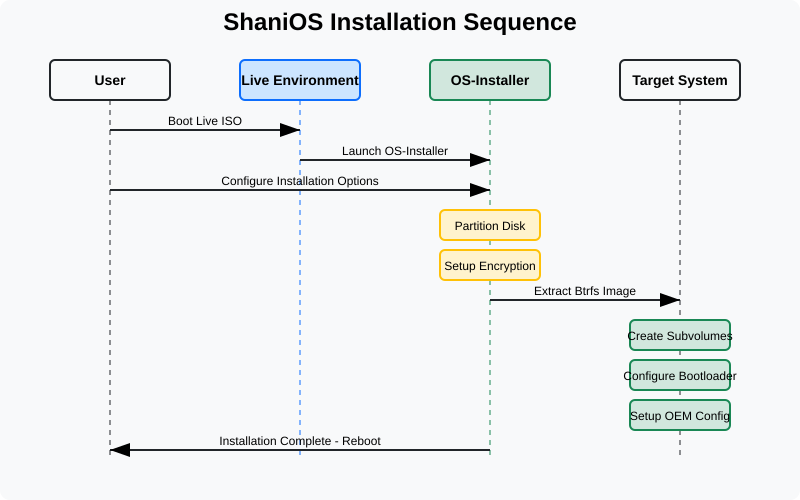 ShaniOS Installation Sequence
User
Live Environment
OS-Installer
Target System
Boot Live ISO
Launch OS-Installer
Configure Installation Options
Partition Disk
Setup Encryption
Extract Btrfs Image
Create Subvolumes
Configure Bootloader
Setup OEM Config
Installation Complete - Reboot